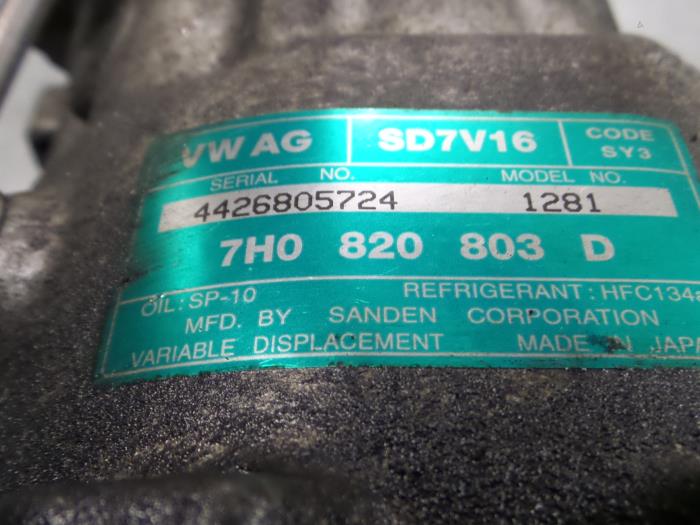 VW AG SD7V16 CODE SY3
SERIAL NO. MODEL NO.
4426805724 1281
7H0 820 803 D
OIL: SP-10 REFRIGERANT: HFC134a
MFD. BY SANDEN CORPORATION
VARIABLE DISPLACEMENT MADE IN JAPA